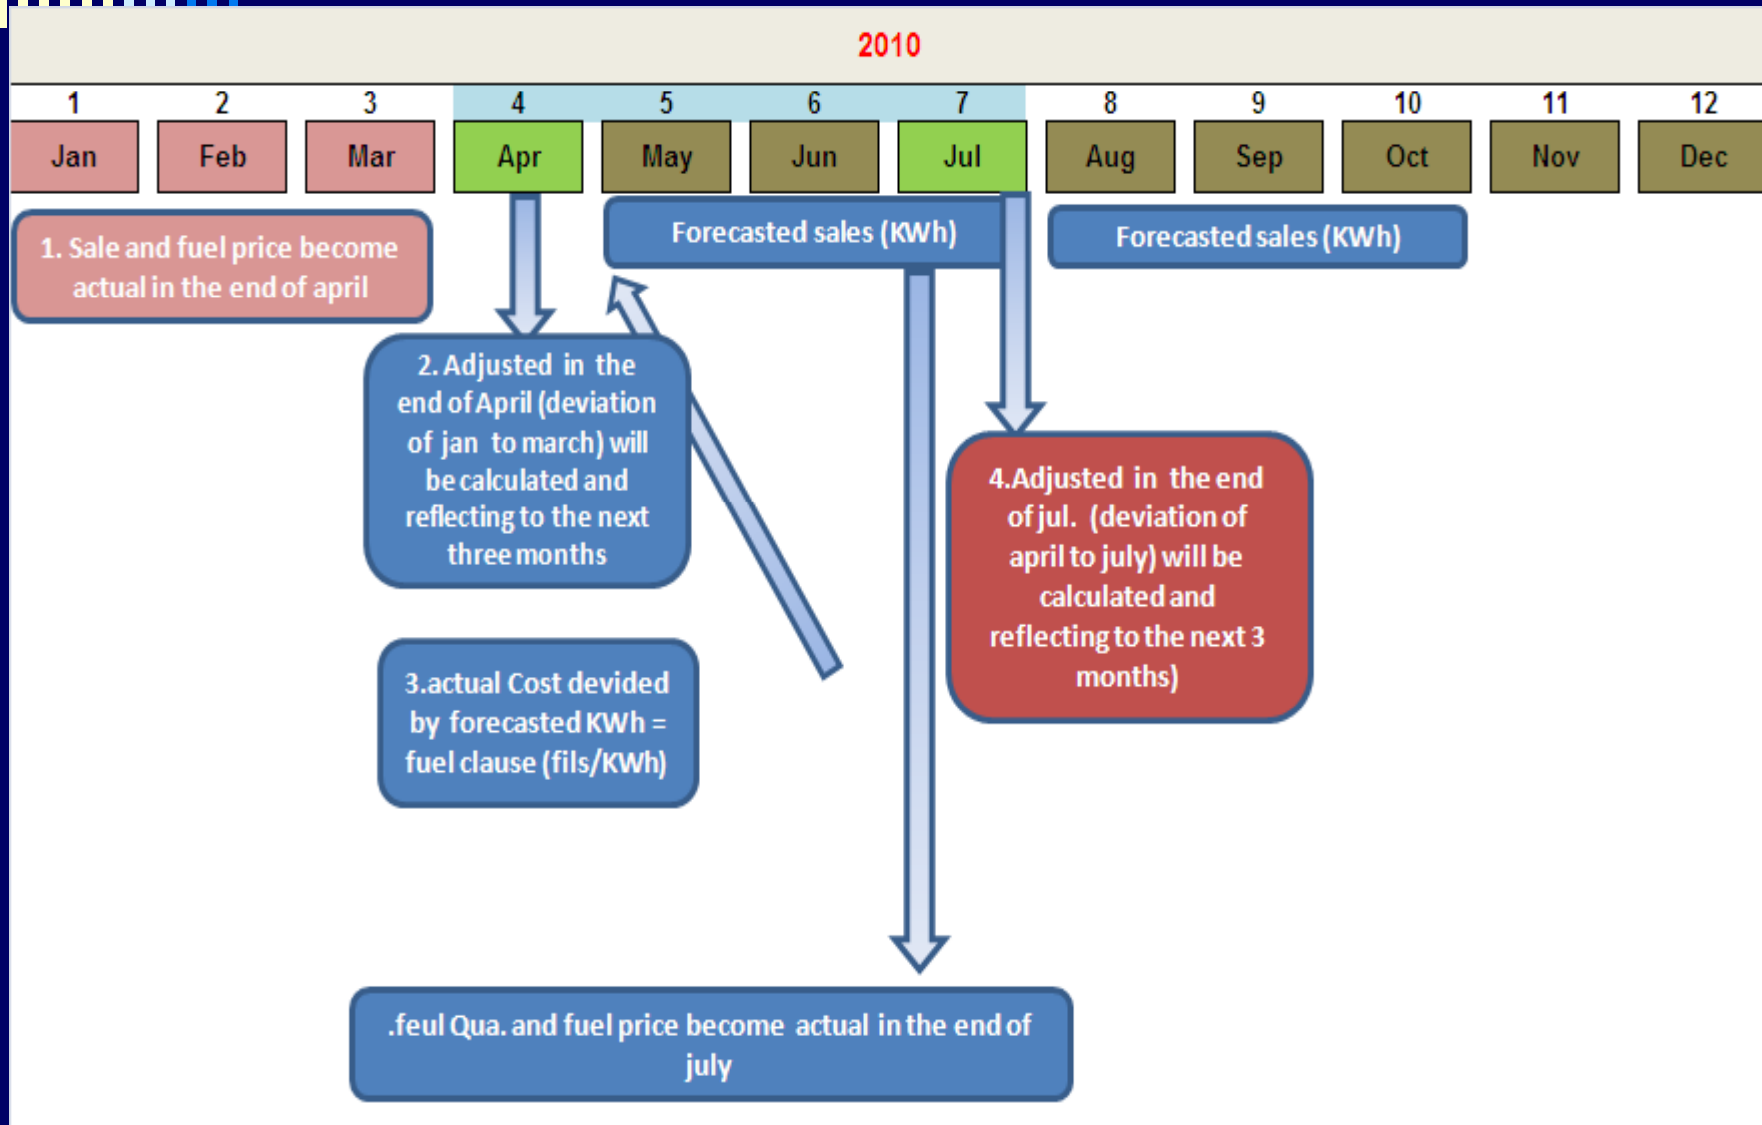 2010
1 2 3 4 5 6 7 8 9 10 11 12
Jan Feb Mar Apr May Jun Jul Aug Sep Oct Nov Dec
1. Sale and fuel price become
actual in the end of april
Forecasted sales (KWh)
Forecasted sales (KWh)
2. Adjusted in the
end of April (deviation
of jan to march) will
be calculated and
reflecting to the next
three months
3.actual Cost devided
by forecasted KWh =
fuel clause (fils/KWh)
4.Adjusted in the end
of jul. (deviation of
april to july) will be
calculated and
reflecting to the next 3
months)
.feul Qua. and fuel price become actual in the end of
july